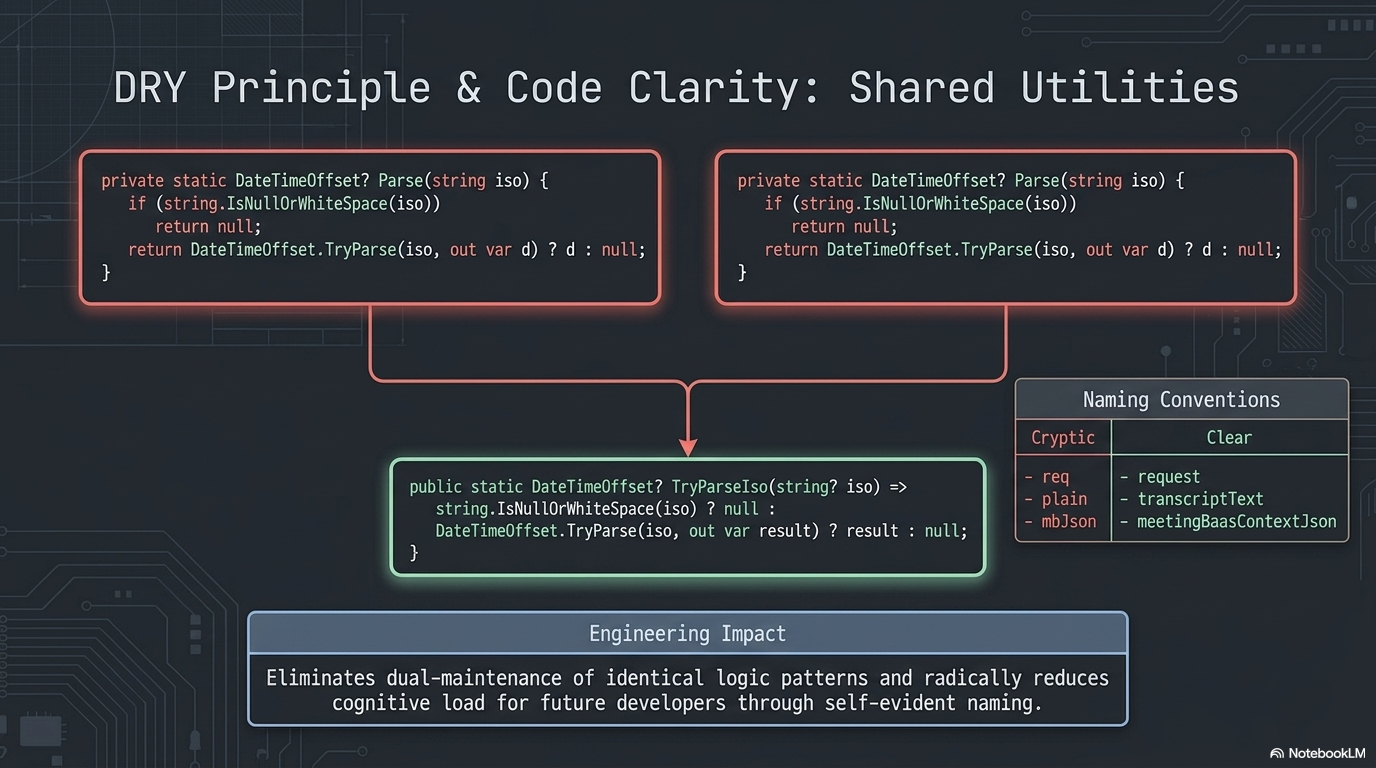 DRY Principle & Code Clarity: Shared Utilities
private static DateTimeOffset? Parse(string iso) {
if (string.IsNullOrWhiteSpace(iso))
return null;
return DateTimeOffset.TryParse(iso, out var d) ? d : null;
}
private static DateTimeOffset? Parse(string iso) {
if (string.IsNullOrWhiteSpace(iso))
return null;
return DateTimeOffset.TryParse(iso, out var d) ? d : null;
}
public static DateTimeOffset? TryParseIso(string? iso) =>
string.IsNullOrWhiteSpace(iso) ? null :
DateTimeOffset.TryParse(iso, out var result) ? result : null;
}
Naming Conventions
Cryptic
- req
- plain
- mbJson
Clear
- request
- transcriptText
- meetingBaasContextJson
Engineering Impact
Eliminates dual-maintenance of identical logic patterns and radically reduces
cognitive load for future developers through self-evident naming.
NotebookLM